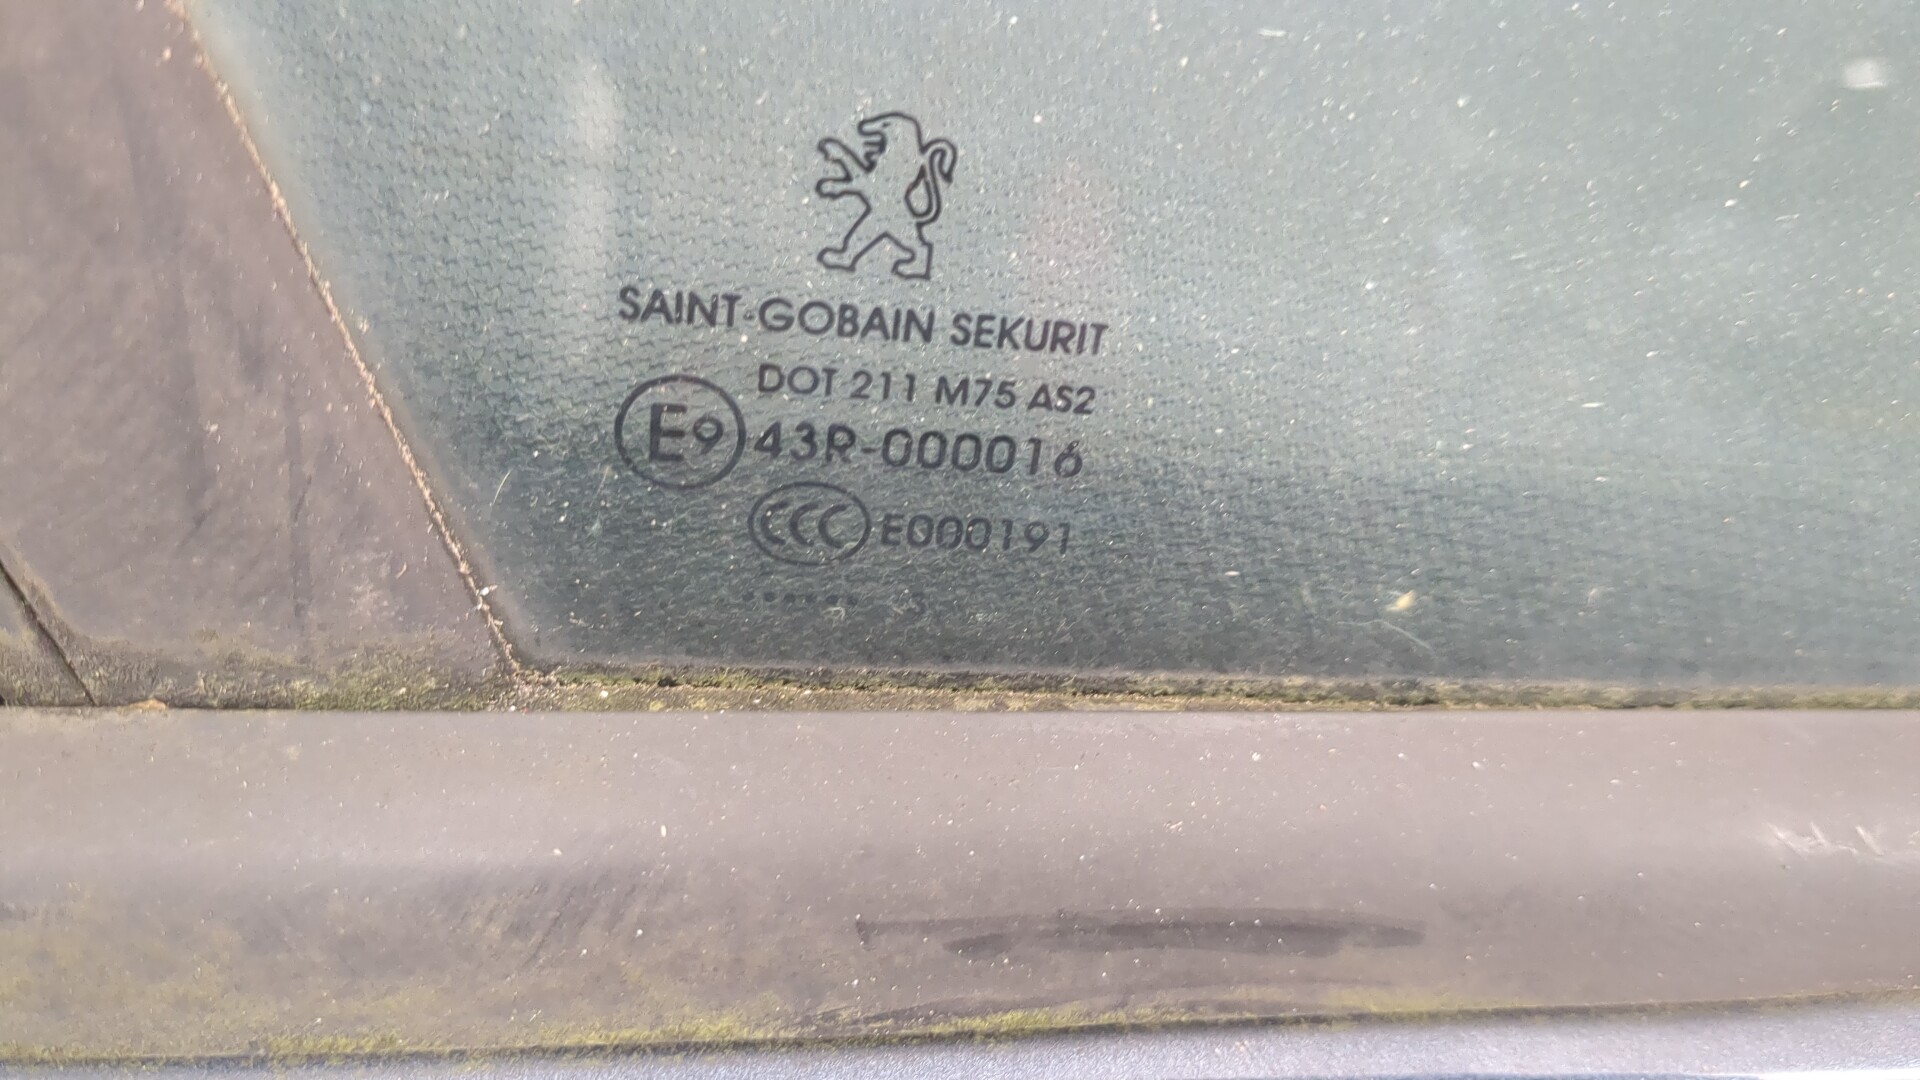 SAINT-GOBAIN SEKURIT
DOT 211 M75 AS2
E9 43R-000016
CCC E000191